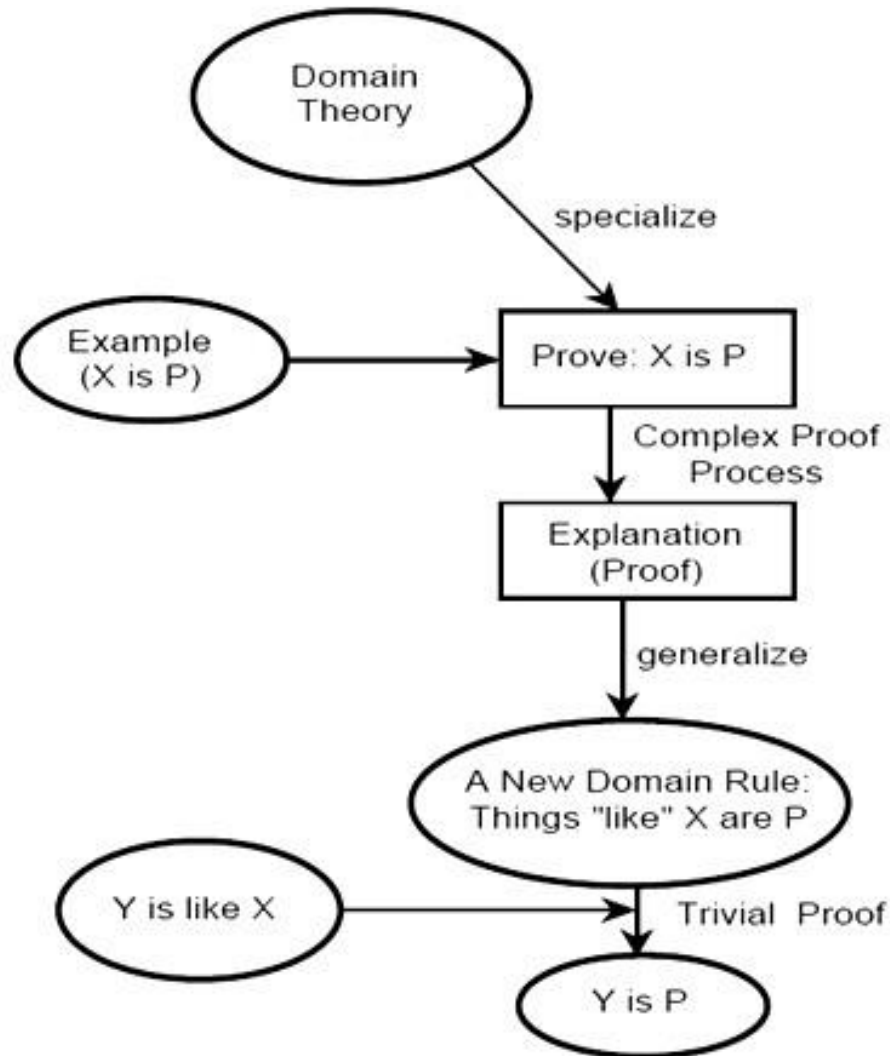 Domain
Theory
specialize
Example
(X is P)
Prove: X is P
Complex Proof
Process
Explanation
(Proof)
generalize
A New Domain Rule:
Things "like" X are P
Y is like X
Trivial Proof
Y is P